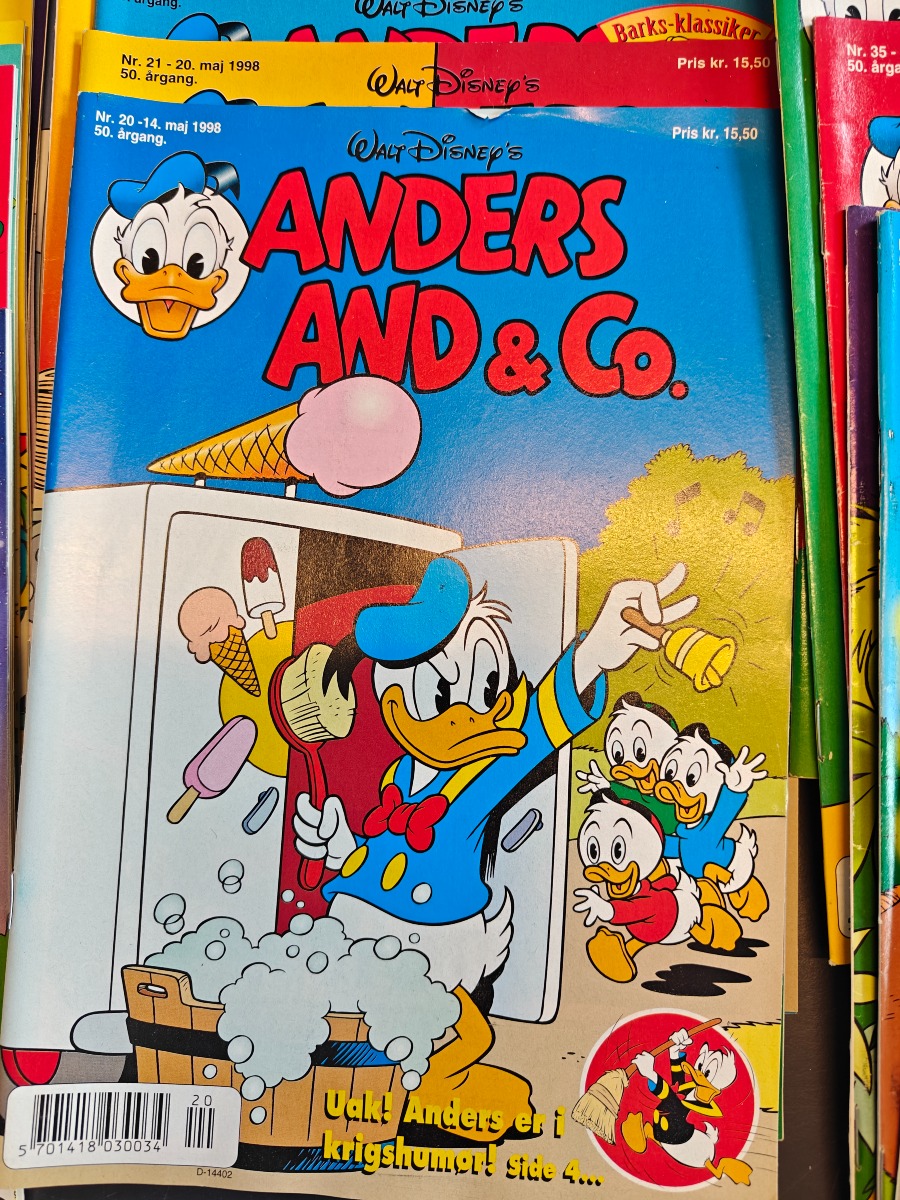 årgang.
WALT DISNEY'S
Barks-klassiker
Nr. 21 - 20. maj 1998
50. årgang.
WALT DISNEY'S
Pris kr. 15,50
Nr. 35 -
50. årga
Nr. 20 -14. maj 1998
50. årgang.
WALT DISNEY'S
Pris kr. 15,50
ANDERS
AND & Co.
Uak! Anders er i
krigshumør! Side 4...
20
5 701418 030034
D-14402